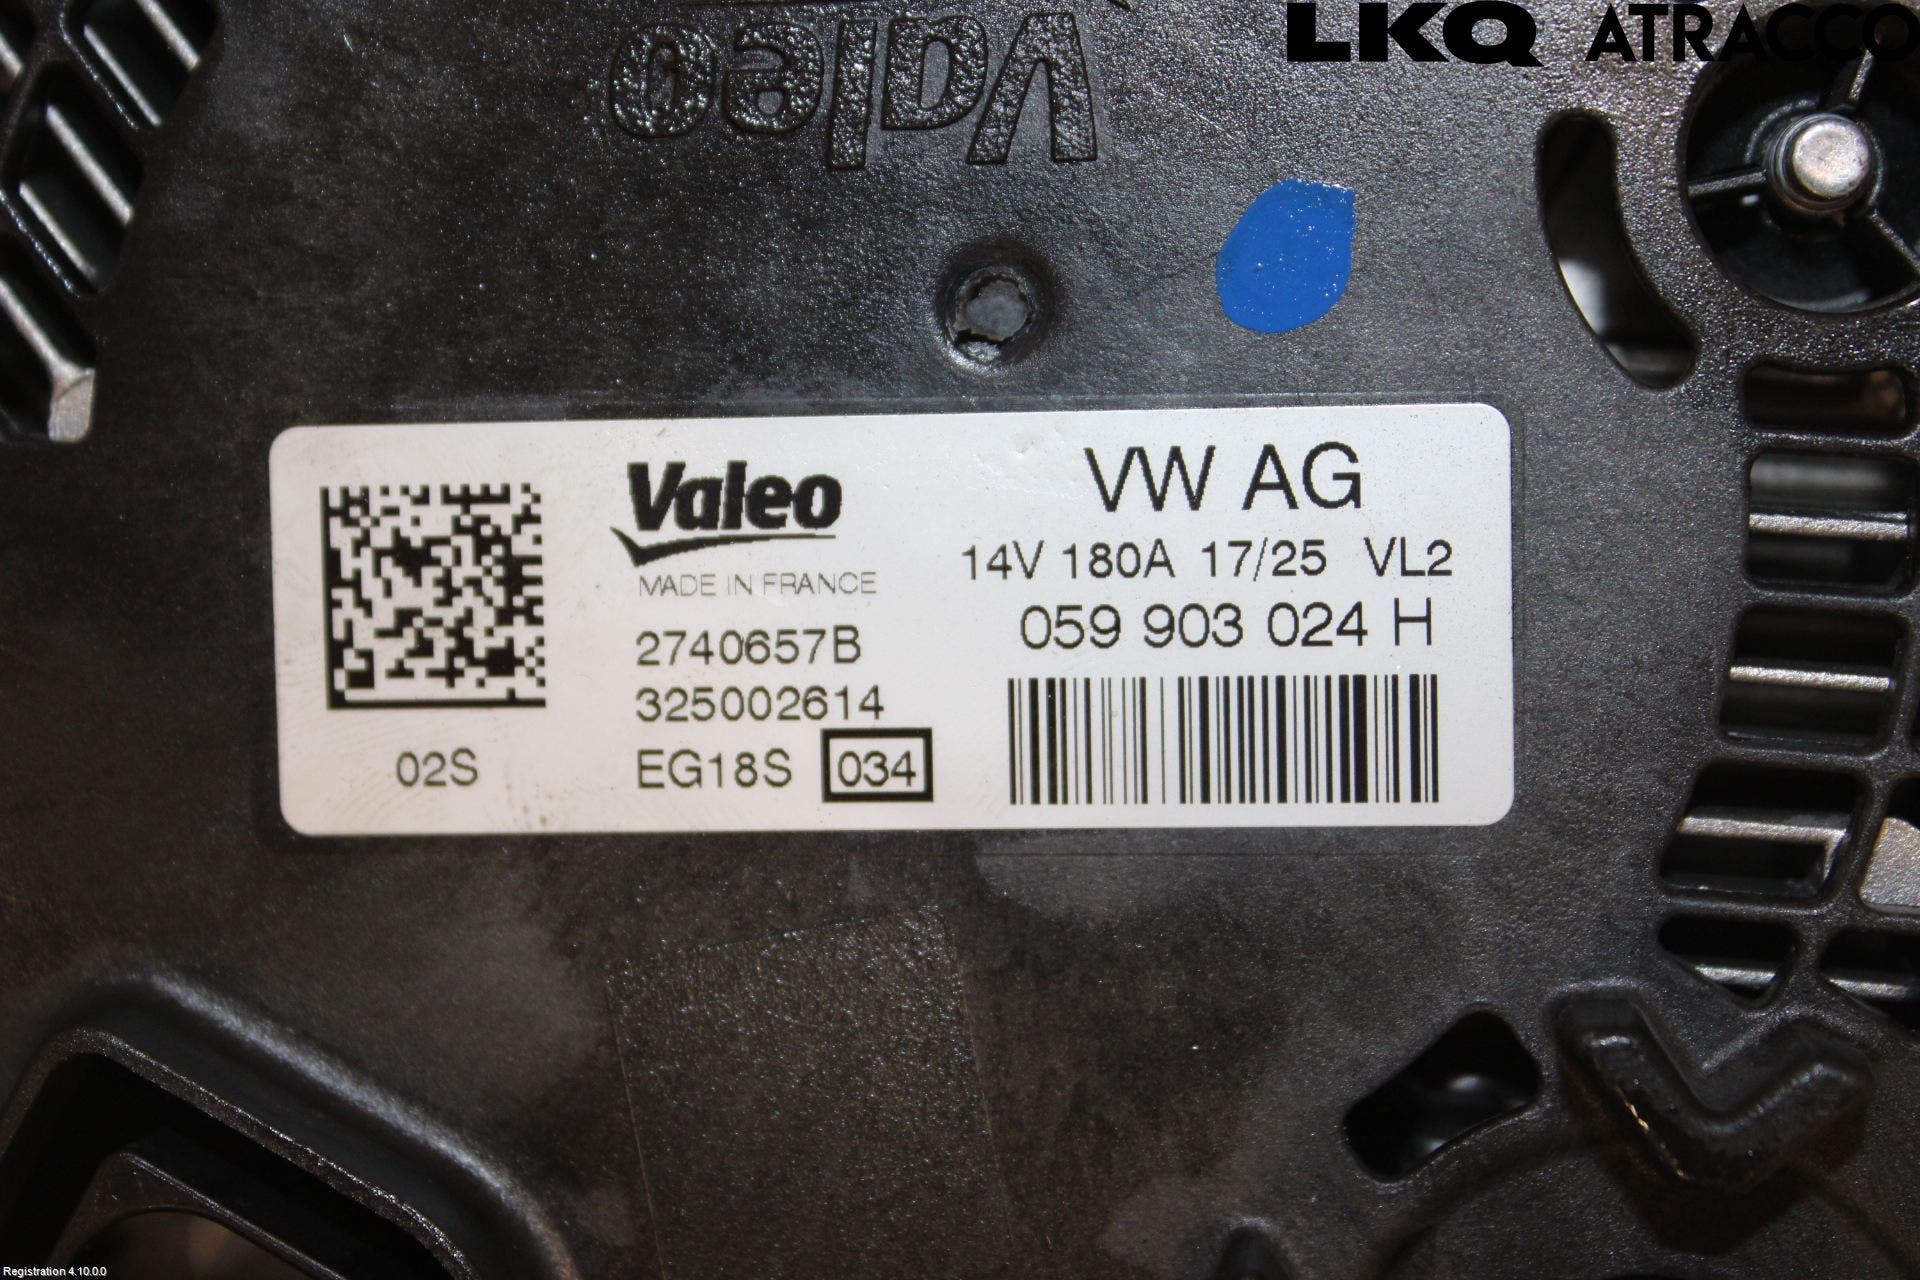 LKQ ATRACCO
Valeo
Valeo
MADE IN FRANCE
2740657B
325002614
EG18S 034
02S
VW AG
14V 180A 17/25 VL2
059 903 024 H
Registration 4.10.0.0